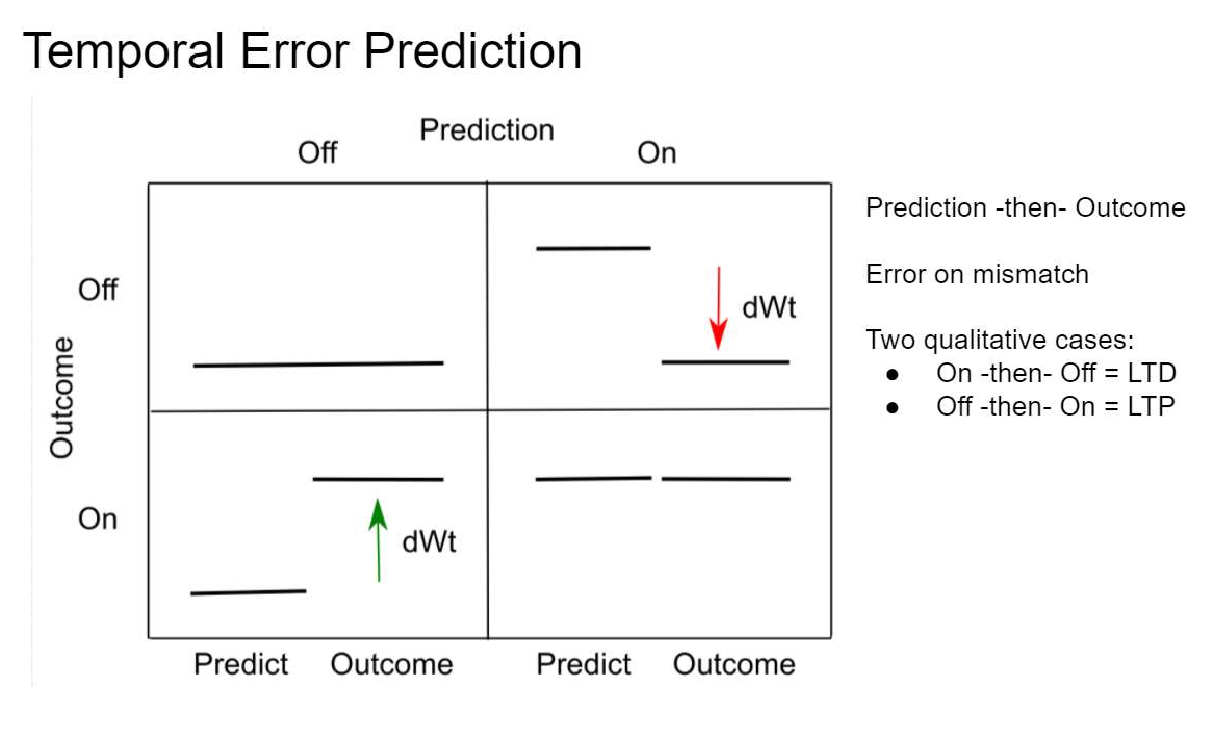 Temporal Error Prediction
Prediction
Off
On
Off
dWt
Outcome
On
dWt
Predict
Outcome
Predict
Outcome
Prediction -then- Outcome
Error on mismatch
Two qualitative cases:
● On -then- Off = LTD
● Off -then- On = LTP